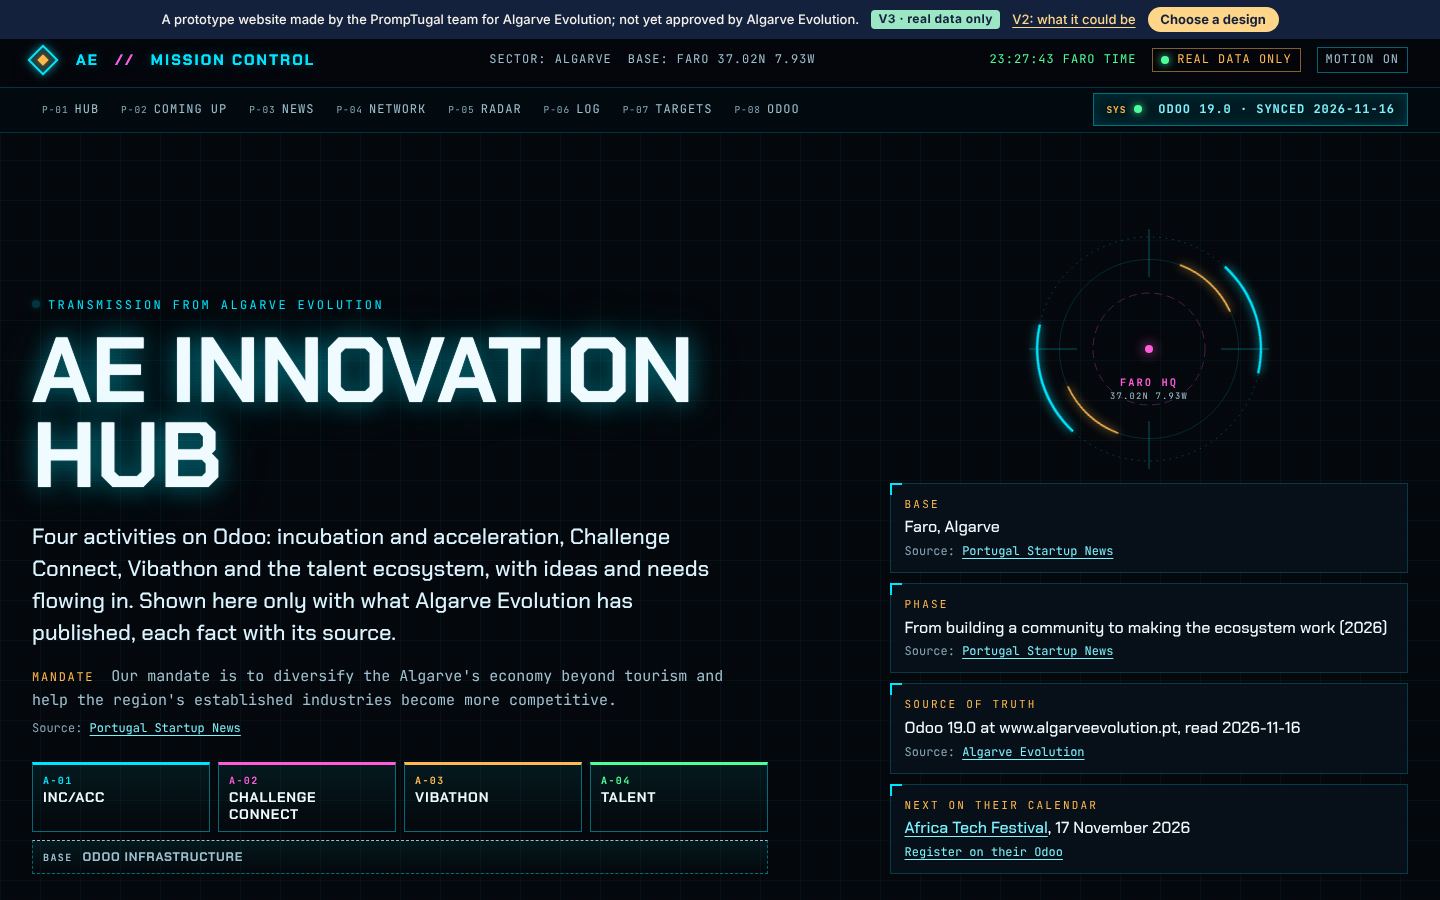 A prototype website made by the PrompTugal team for Algarve Evolution; not yet approved by Algarve Evolution. V3 · real data only V2: what it could be Choose a design
AE // MISSION CONTROL SECTOR: ALGARVE BASE: FARO 37.02N 7.93W 23:27:43 FARO TIME REAL DATA ONLY MOTION ON
P-01 HUB P-02 COMING UP P-03 NEWS P-04 NETWORK P-05 RADAR P-06 LOG P-07 TARGETS P-08 ODOO SYS ODOO 19.0 · SYNCED 2026-11-16
TRANSMISSION FROM ALGARVE EVOLUTION
AE INNOVATION
HUB
Four activities on Odoo: incubation and acceleration, Challenge
Connect, Vibathon and the talent ecosystem, with ideas and needs
flowing in. Shown here only with what Algarve Evolution has
published, each fact with its source.
MANDATE Our mandate is to diversify the Algarve's economy beyond tourism and
help the region's established industries become more competitive.
Source: Portugal Startup News
A-01
INC/ACC
A-02
CHALLENGE
CONNECT
A-03
VIBATHON
A-04
TALENT
BASE ODOO INFRASTRUCTURE
FARO HQ
37.02N 7.93W
BASE
Faro, Algarve
Source: Portugal Startup News
PHASE
From building a community to making the ecosystem work (2026)
Source: Portugal Startup News
SOURCE OF TRUTH
Odoo 19.0 at www.algarveevolution.pt, read 2026-11-16
Source: Algarve Evolution
NEXT ON THEIR CALENDAR
Africa Tech Festival, 17 November 2026
Register on their Odoo